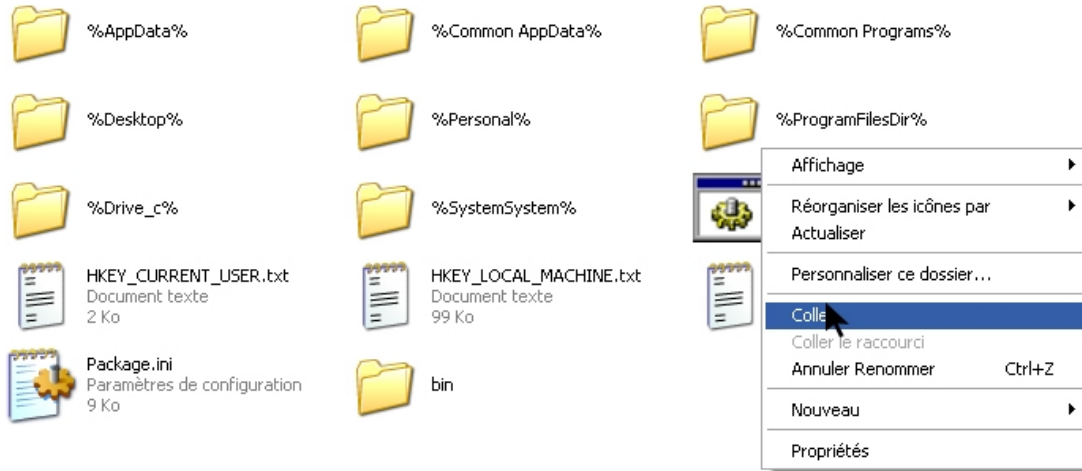 %AppData%
%Common AppData%
%Common Programs%
%Desktop%
%Personal%
%ProgramFilesDir%
%Drive_c%
%SystemSystem%
HKEY_CURRENT_USER.txt
Document texte
2 Ko
HKEY_LOCAL_MACHINE.txt
Document texte
99 Ko
Package.ini
Paramètres de configuration
9 Ko
bin
Affichage
Réorganiser les icônes par
Actualiser
Personnaliser ce dossier...
Colle
Coller le raccourci
Annuler Renommer Ctrl+Z
Nouveau
Propriétés